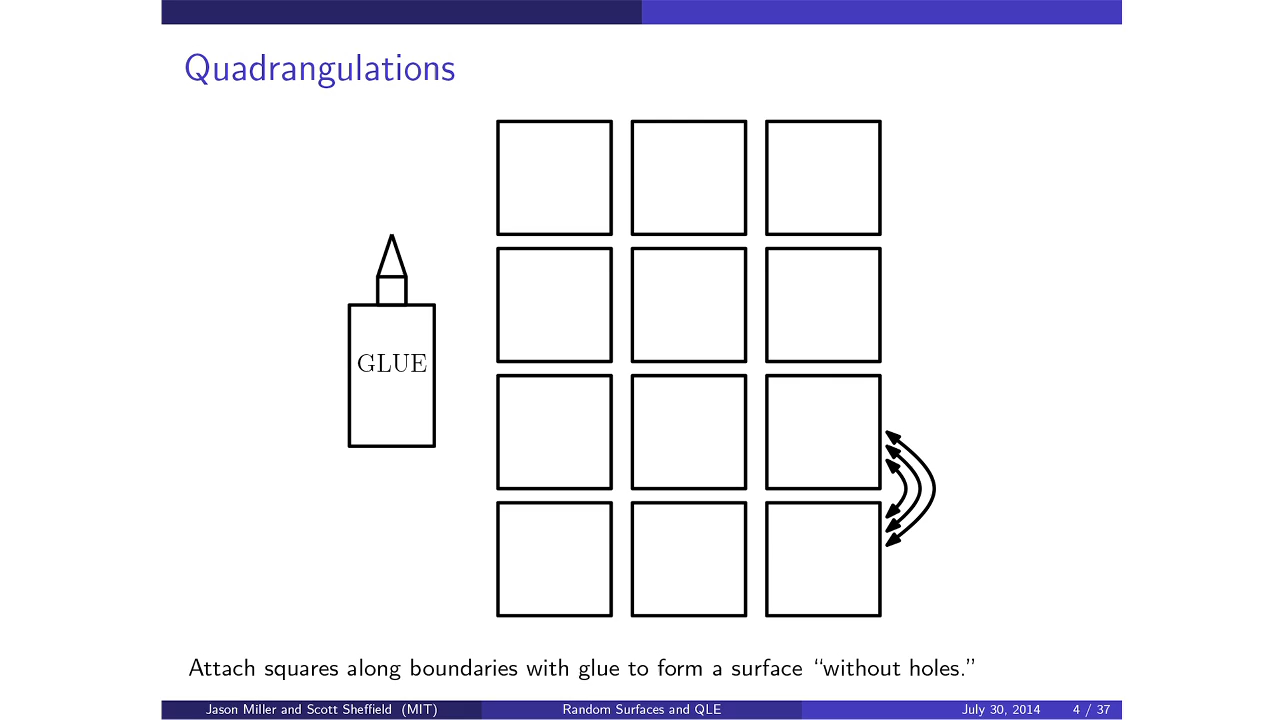 Quadrangulations
GLUE
Attach squares along boundaries with glue to form a surface “without holes.”
Jason Miller and Scott Sheffield (MIT)
Random Surfaces and QLE
July 30, 2014
4 / 37